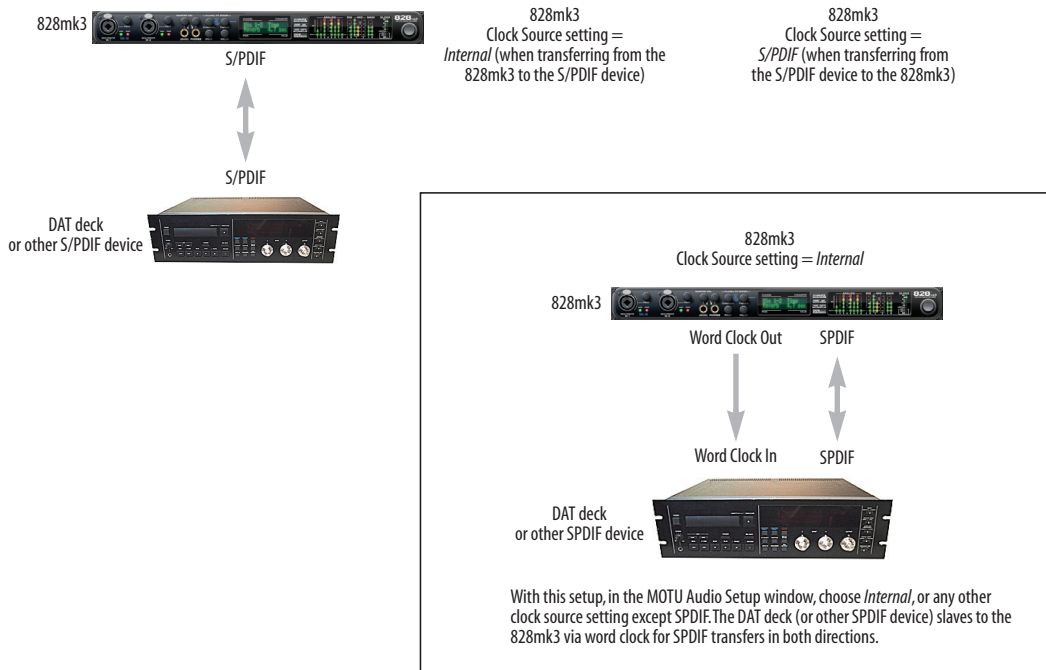 828mk3
828
S/PDIF
S/PDIF
DAT deck
or other S/PDIF device
828mk3
Clock Source setting =
Internal (when transferring from the
828mk3 to the S/PDIF device)
828mk3
Clock Source setting =
S/PDIF (when transferring from
the S/PDIF device to the 828mk3)
828mk3
Clock Source setting = Internal
828mk3
828
Word Clock Out
SPDIF
Word Clock In
SPDIF
DAT deck
or other SPDIF device
With this setup, in the MOTU Audio Setup window, choose Internal, or any other
clock source setting except SPDIF. The DAT deck (or other SPDIF device) slaves to the
828mk3 via word clock for SPDIF transfers in both directions.